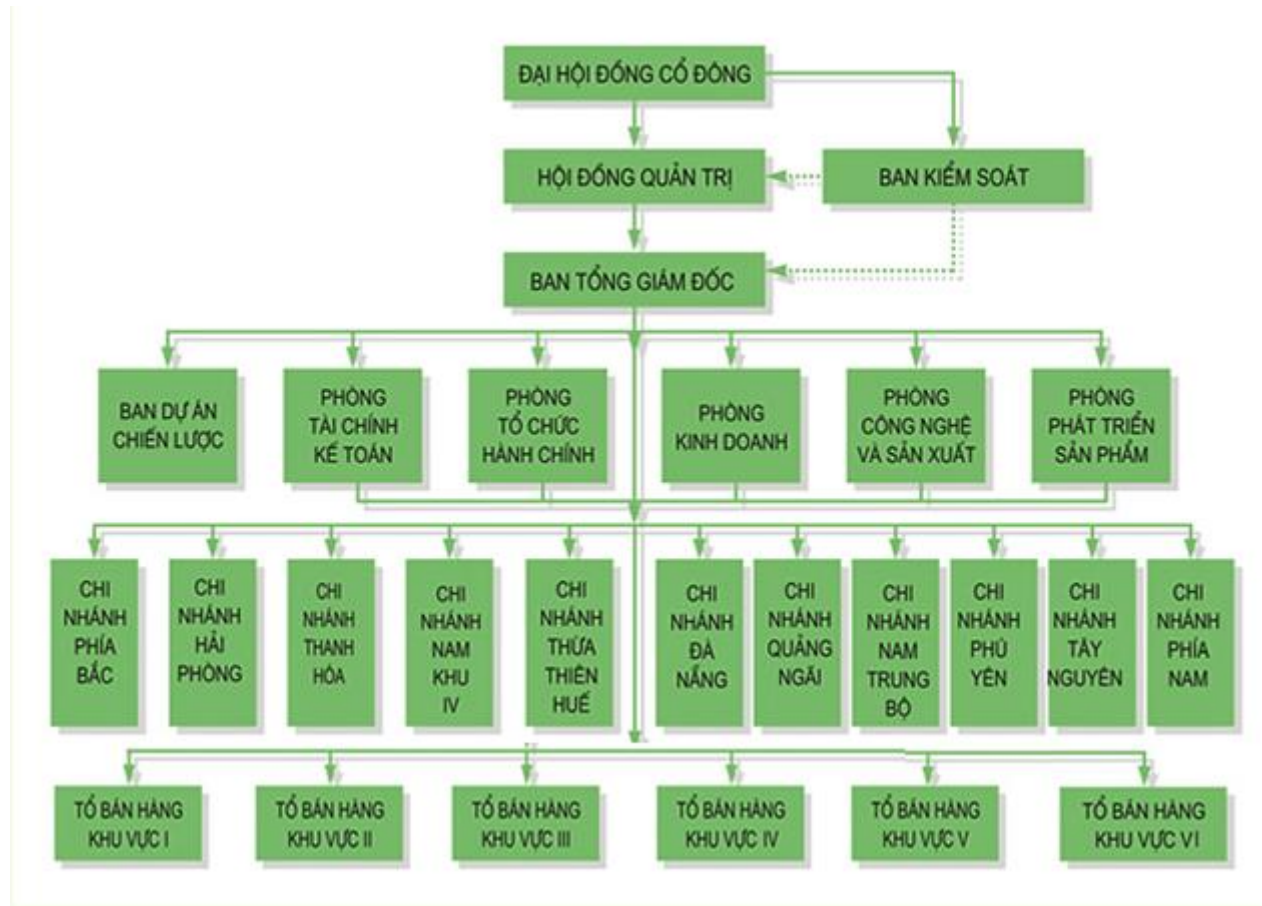 ĐẠI HỘI ĐỒNG CỔ ĐÔNG
HỘI ĐỒNG QUẢN TRỊ
BAN KIỂM SOÁT
BAN TỔNG GIÁM ĐỐC
BAN DỰ ÁN
CHIẾN LƯỢC
PHÒNG
TÀI CHÍNH
KẾ TOÁN
PHÒNG
TỔ CHỨC
HÀNH CHÍNH
PHÒNG
KINH DOANH
PHÒNG
CÔNG NGHỆ
VÀ SẢN XUẤT
PHÒNG
PHÁT TRIỂN
SẢN PHẨM
CHI
NHÁNH
PHÍA
BẮC
CHI
NHÁNH
HẢI
PHÒNG
CHI
NHÁNH
THANH
HÓA
CHI
NHÁNH
NAM
KHU
IV
CHI
NHÁNH
THỪA
THIÊN
HUẾ
CHI
NHÁNH
ĐÀ
NẴNG
CHI
NHÁNH
QUẢNG
NGÃI
CHI
NHÁNH
NAM
TRUNG
BỘ
CHI
NHÁNH
PHÚ
YÊN
CHI
NHÁNH
TÂY
NGUYÊN
CHI
NHÁNH
PHÍA
NAM
TỔ BÁN HÀNG
KHU VỰC I
TỔ BÁN HÀNG
KHU VỰC II
TỔ BÁN HÀNG
KHU VỰC III
TỔ BÁN HÀNG
KHU VỰC IV
TỔ BÁN HÀNG
KHU VỰC V
TỔ BÁN HÀNG
KHU VỰC VI